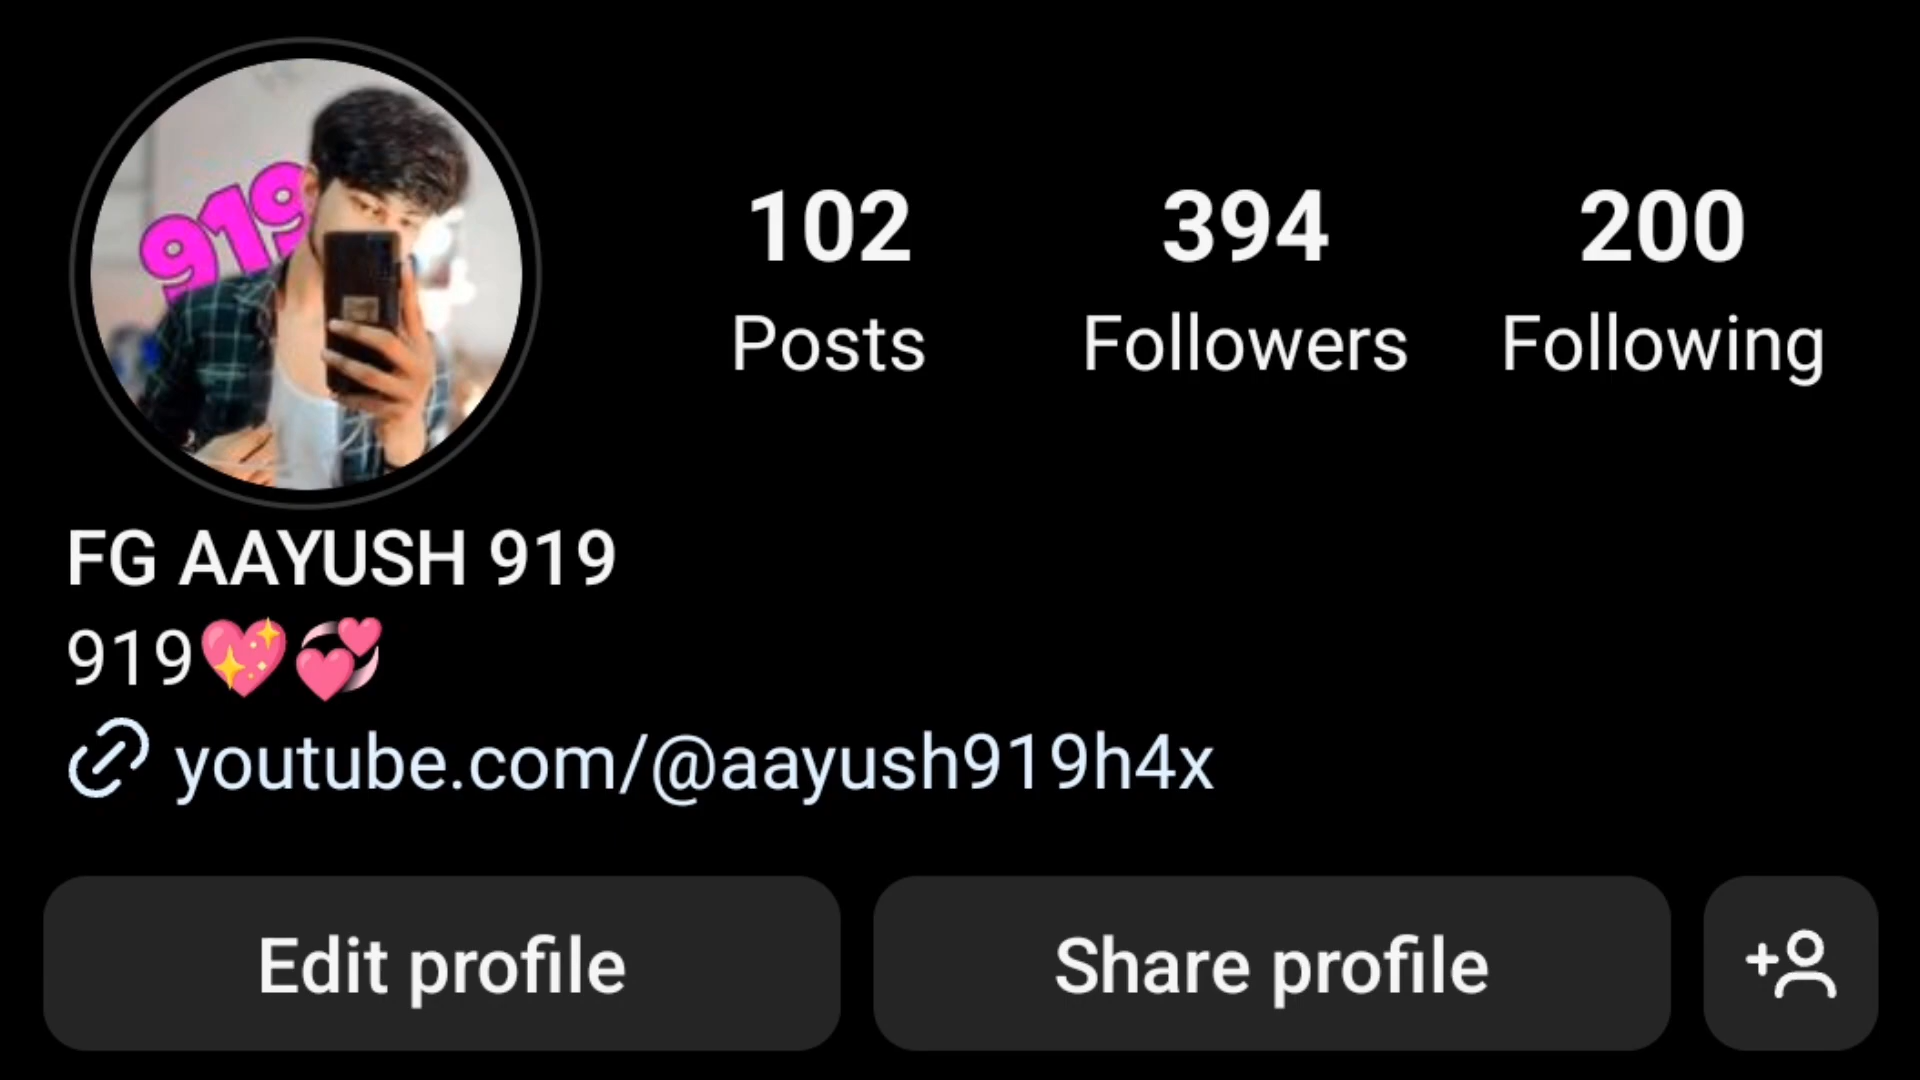 919
102 394 200
Posts Followers Following
FG AAYUSH 919
919💖💞
youtube.com/@aayush919h4x
Edit profile Share profile